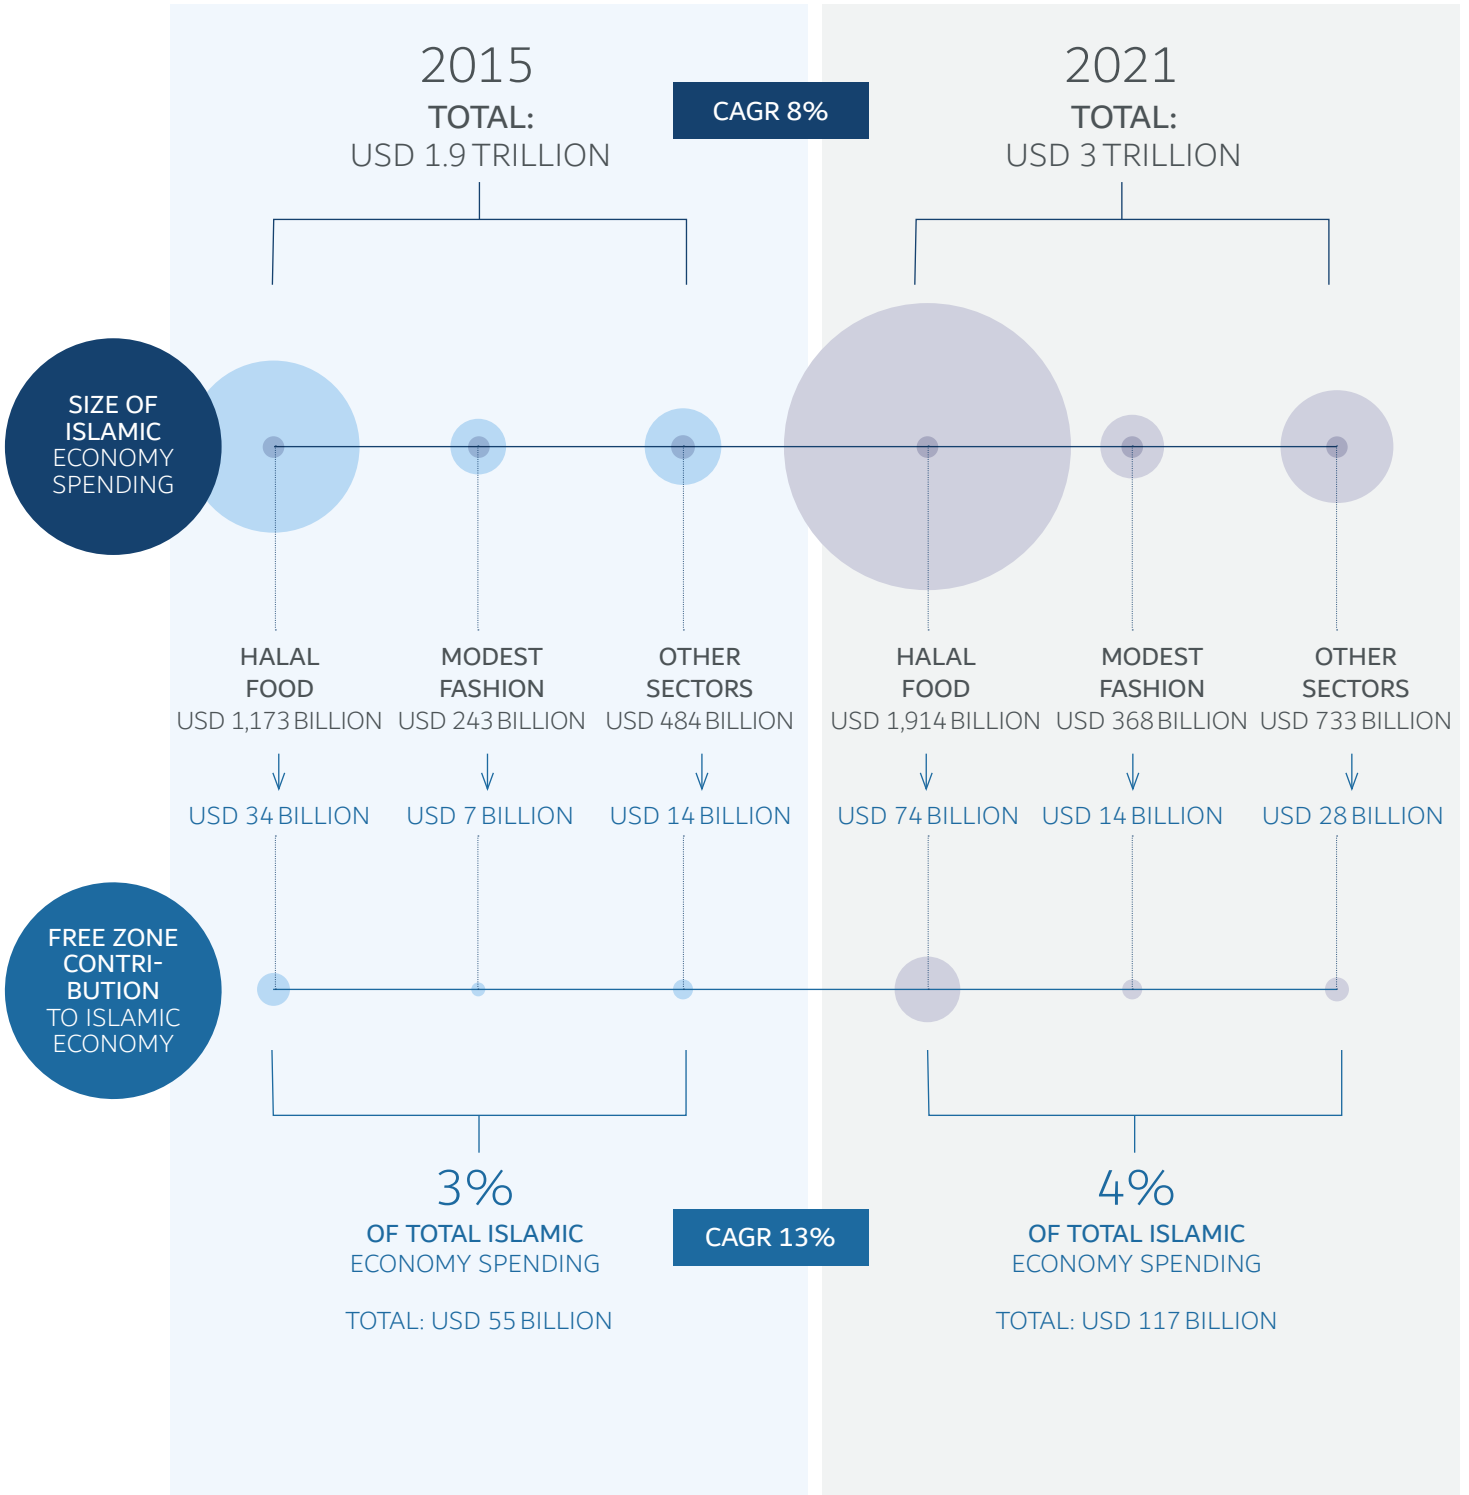 2015
TOTAL:
USD 1.9 TRILLION
CAGR 8%
2021
TOTAL:
USD 3 TRILLION
SIZE OF
ISLAMIC
ECONOMY
SPENDING
HALAL
FOOD
USD 1,173 BILLION
MODEST
FASHION
USD 243 BILLION
OTHER
SECTORS
USD 484 BILLION
HALAL
FOOD
USD 1,914 BILLION
MODEST
FASHION
USD 368 BILLION
OTHER
SECTORS
USD 733 BILLION
USD 34 BILLION
USD 7 BILLION
USD 14 BILLION
USD 74 BILLION
USD 14 BILLION
USD 28 BILLION
FREE ZONE
CONTRI-
BUTION
TO ISLAMIC
ECONOMY
3%
OF TOTAL ISLAMIC
ECONOMY SPENDING
TOTAL: USD 55 BILLION
CAGR 13%
4%
OF TOTAL ISLAMIC
ECONOMY SPENDING
TOTAL: USD 117 BILLION